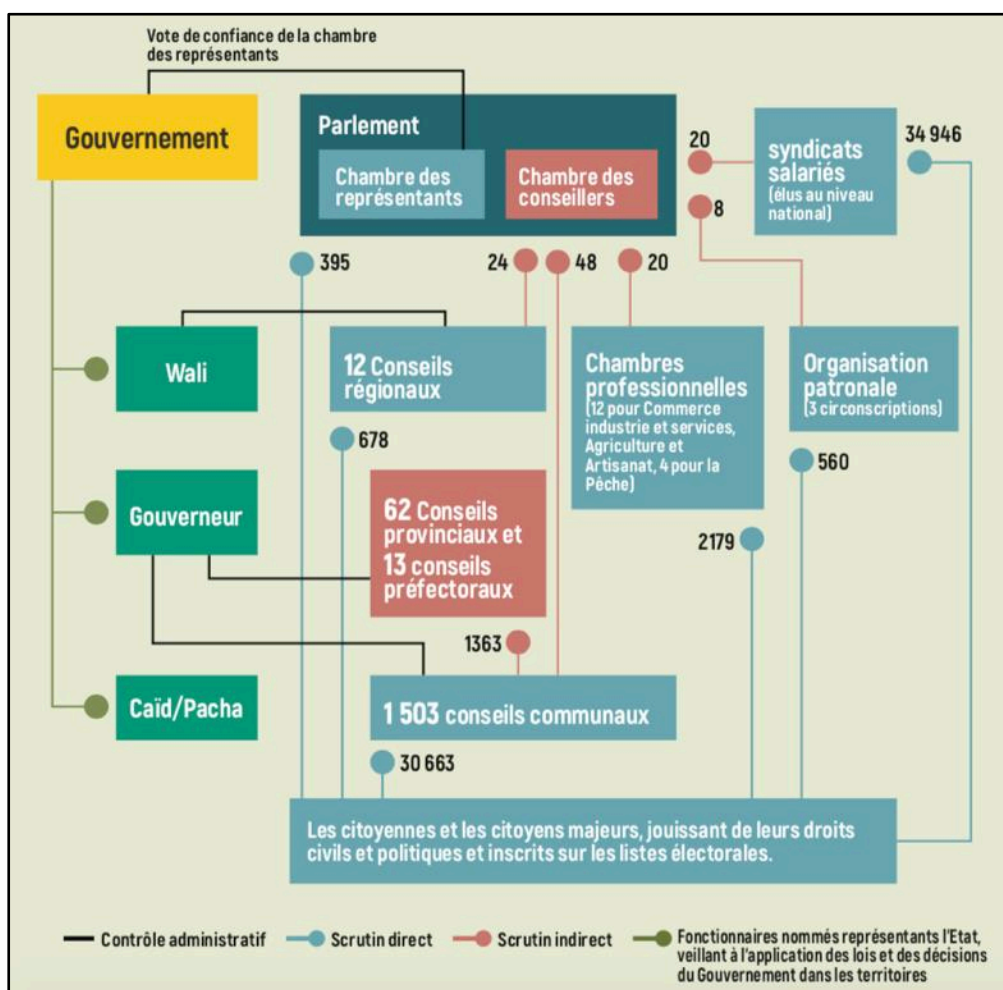 Vote de confiance de la chambre
des représentants
Gouvernement
Parlement
Chambre des
représentants
Chambre des
conseillers
20
8
syndicats
salariés
(élus au niveau
national)
34 946
395
24
48
20
Wali
12 Conseils
régionaux
Chambres
professionnelles
(12 pour Commerce
industrie et services,
Agriculture et
Artisanat, 4 pour la
Pêche)
Organisation
patronale
(3 circonscriptions)
678
560
Gouverneur
62 Conseils
provinciaux et
13 conseils
préfectoraux
2179
1363
Caïd/Pacha
1 503 conseils communaux
30 663
Les citoyennes et les citoyens majeurs, jouissant de leurs droits
civils et politiques et inscrits sur les listes électorales.
Contrôle administratif
Scrutin direct
Scrutin indirect
Fonctionnaires nommés représentants l'Etat,
veillant à l'application des lois et des décisions
du Gouvernement dans les territoires